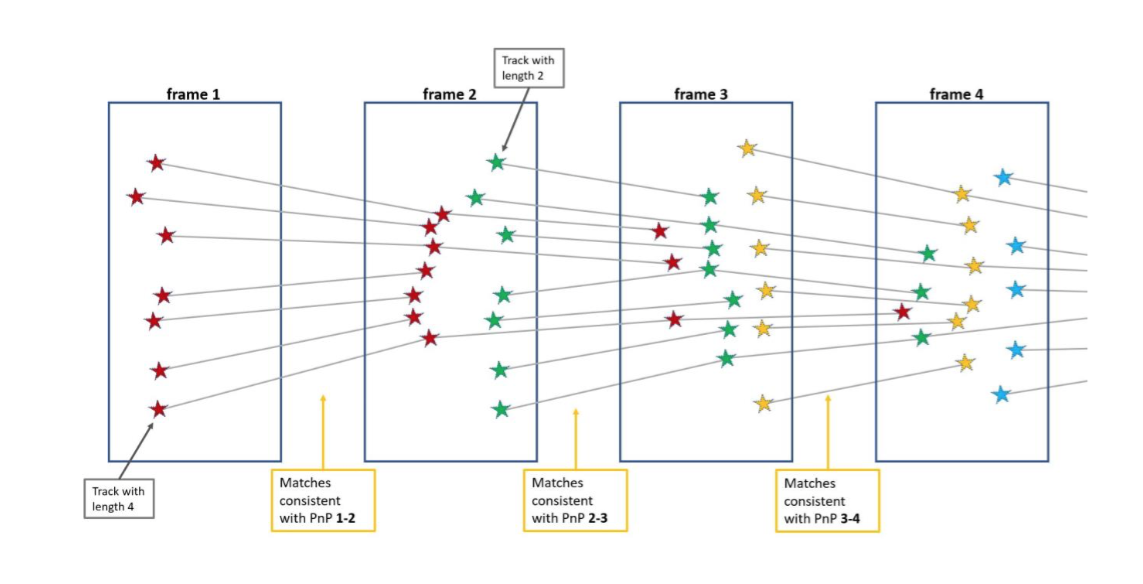 Track with
length 2
frame 1
frame 2
frame 3
frame 4
Track with
length 4
Matches
consistent
with PnP 1-2
Matches
consistent
with PnP 2-3
Matches
consistent
with PnP 3-4